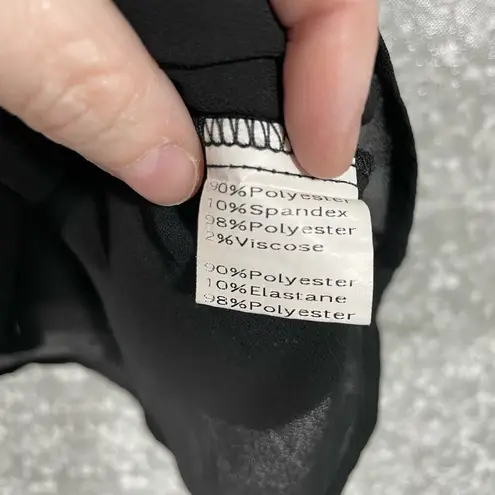 90%Polyester
10%Spandex
98%Polyester
2%Viscose
90%Polyester
10%Elastane
98%Polyester